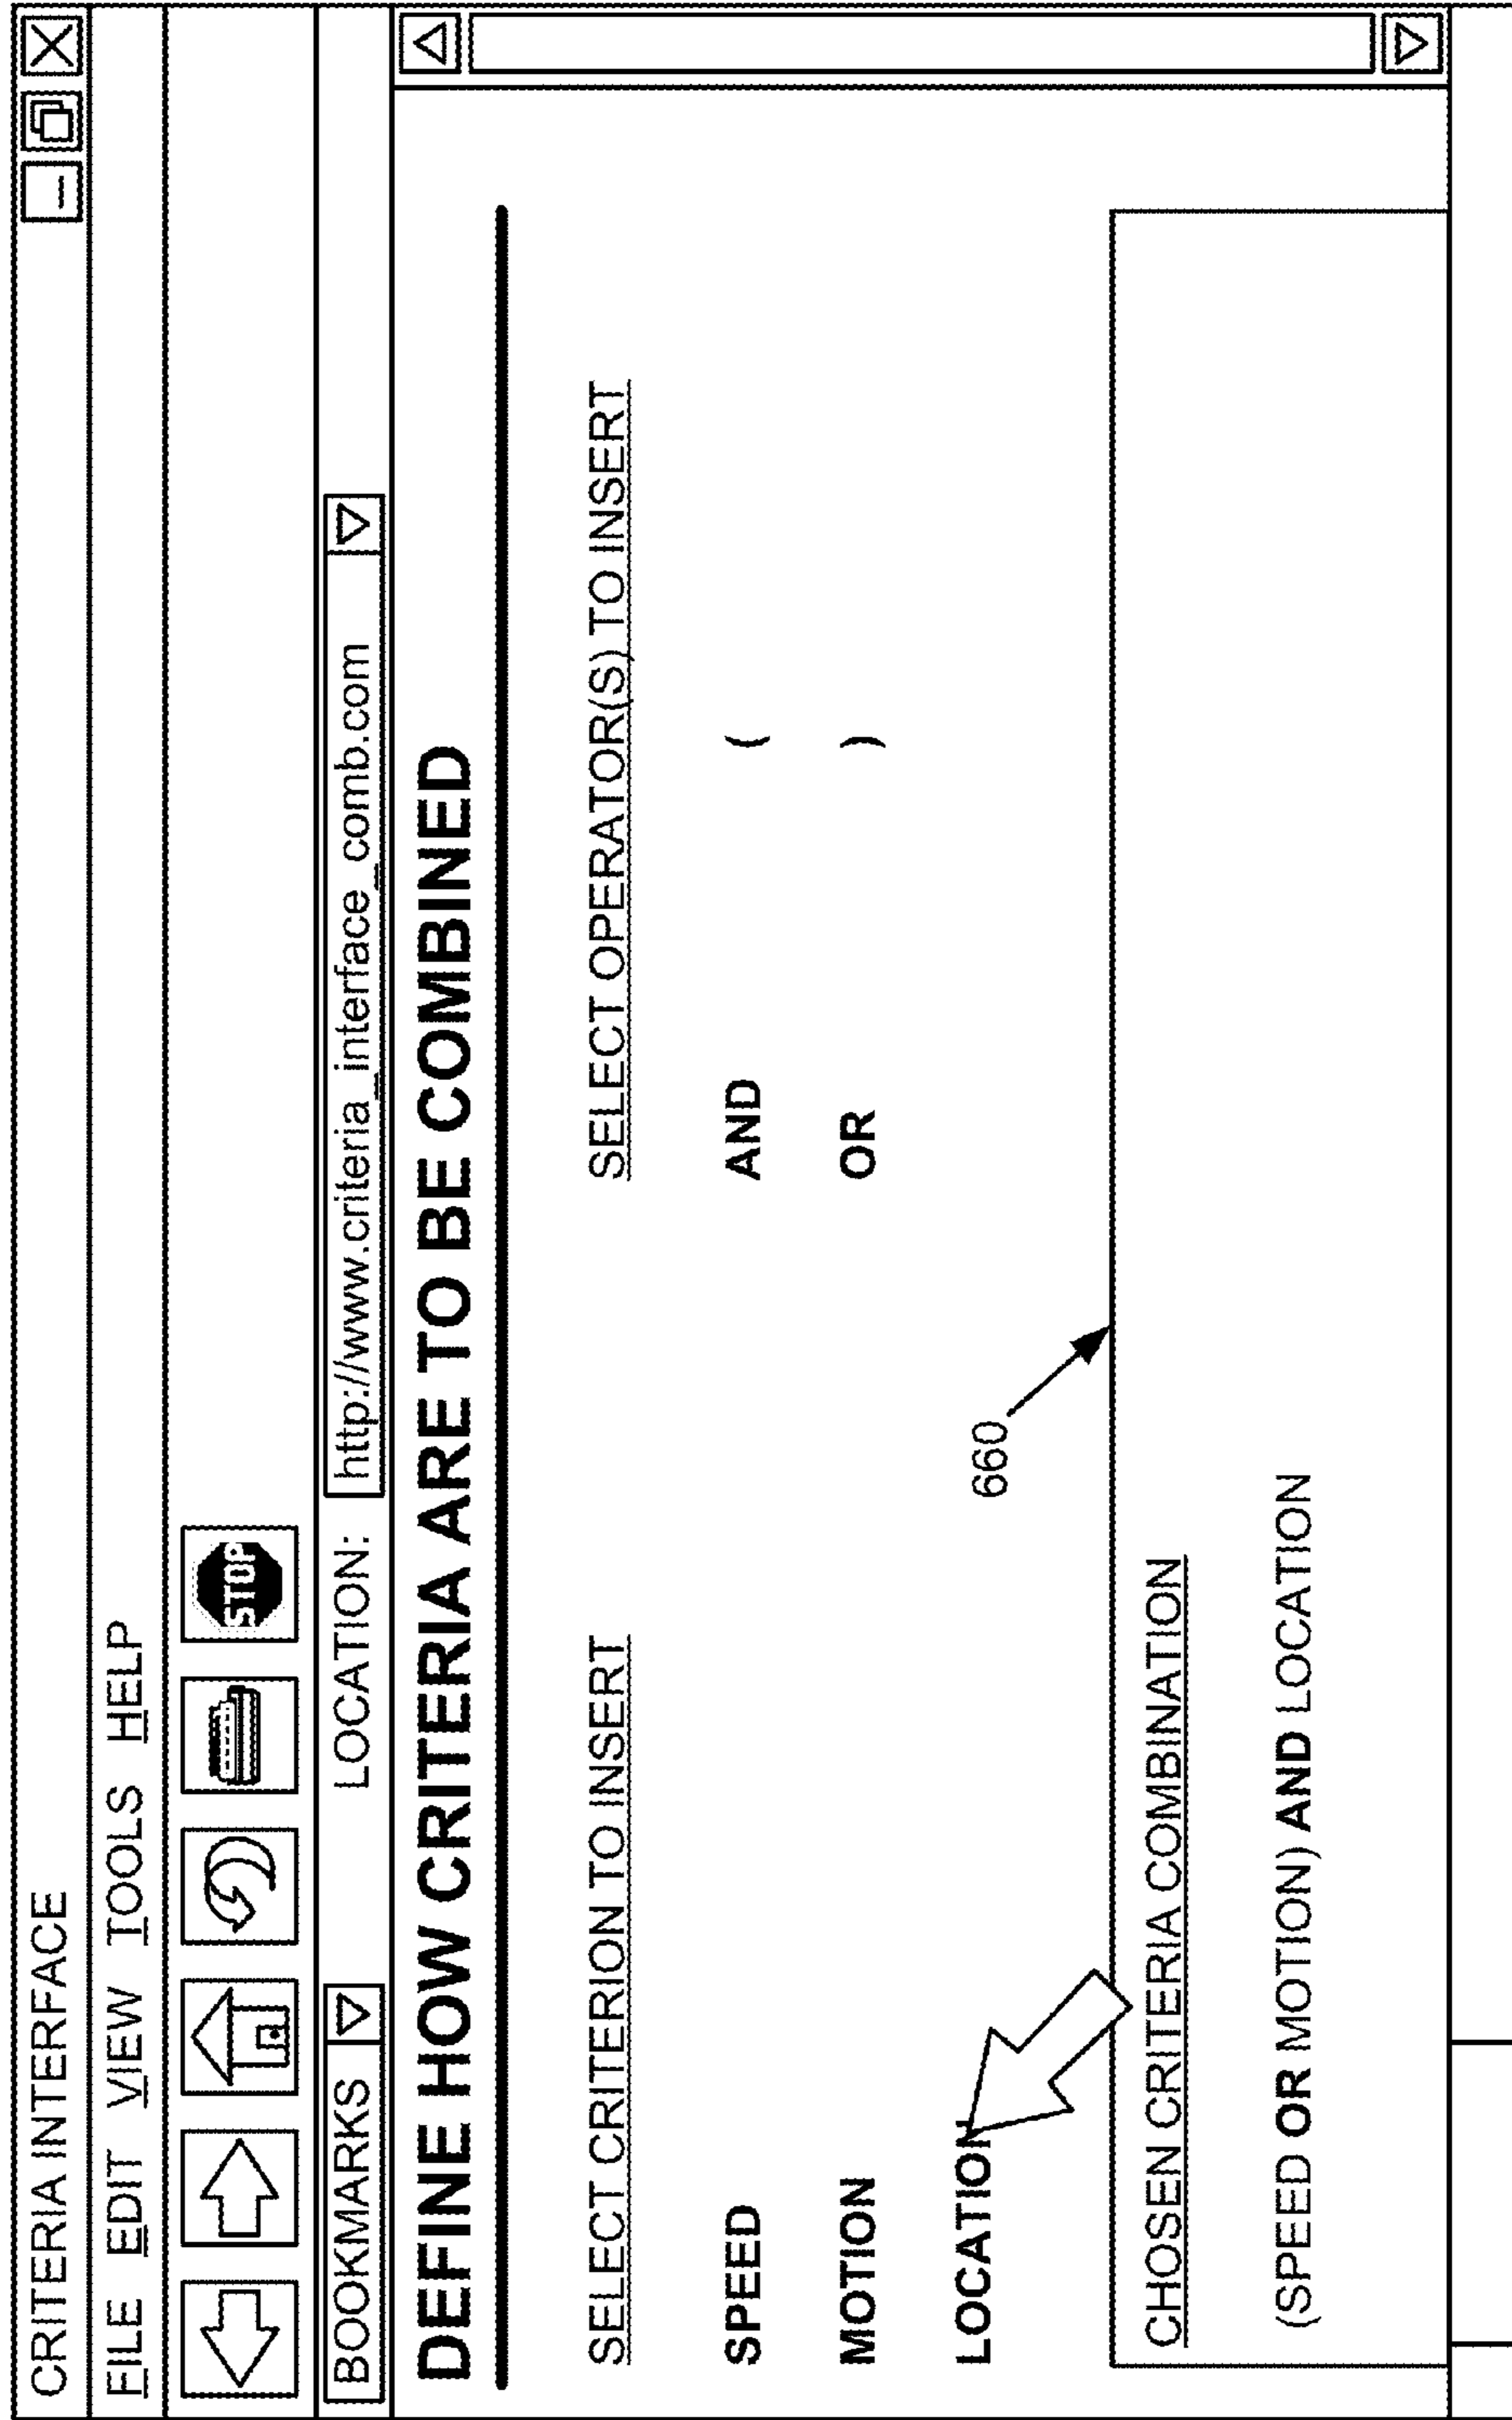 CRITERIA INTERFACE
FILE EDIT VIEW TOOLS HELP
STOP
BOOKMARKS LOCATION: http://www.criteria_interface_comb.com
DEFINE HOW CRITERIA ARE TO BE COMBINED
SELECT CRITERION TO INSERT SELECT OPERATOR(S) TO INSERT
SPEED AND (
MOTION OR )
LOCATION
660
CHOSEN CRITERIA COMBINATION
(SPEED OR MOTION) AND LOCATION